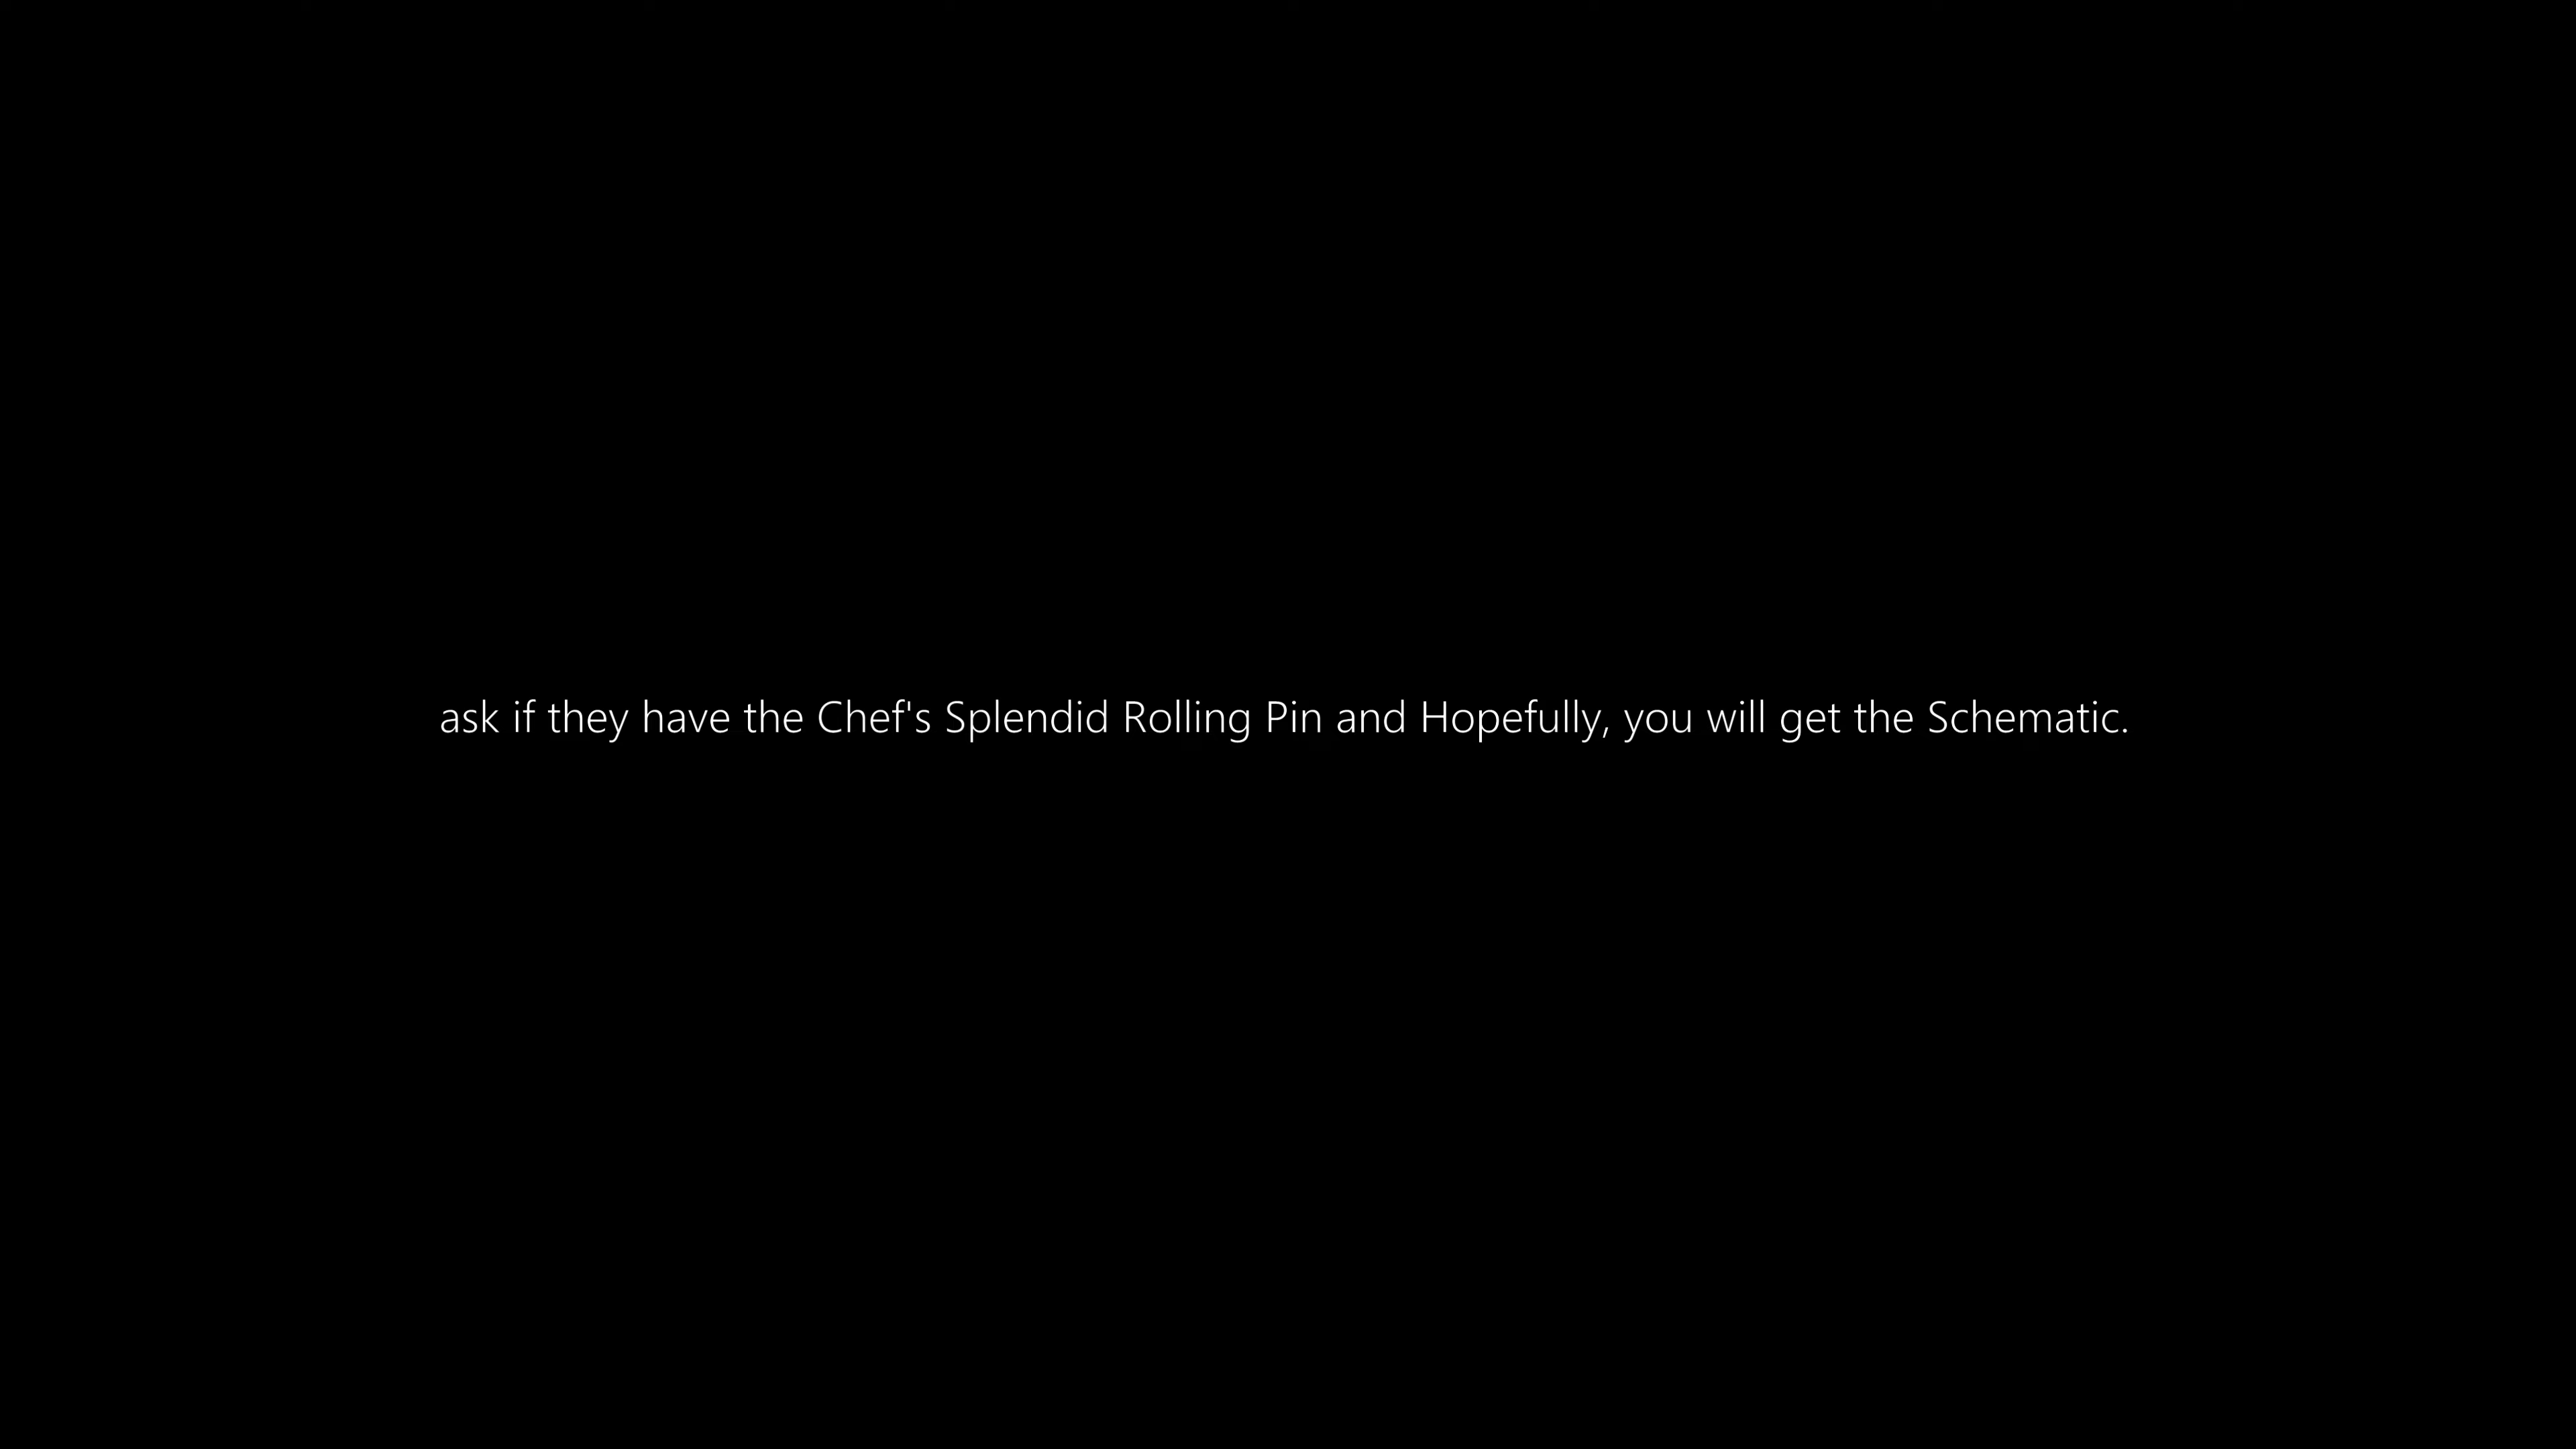 ask if they have the Chef's Splendid Rolling Pin and Hopefully, you will get the Schematic.